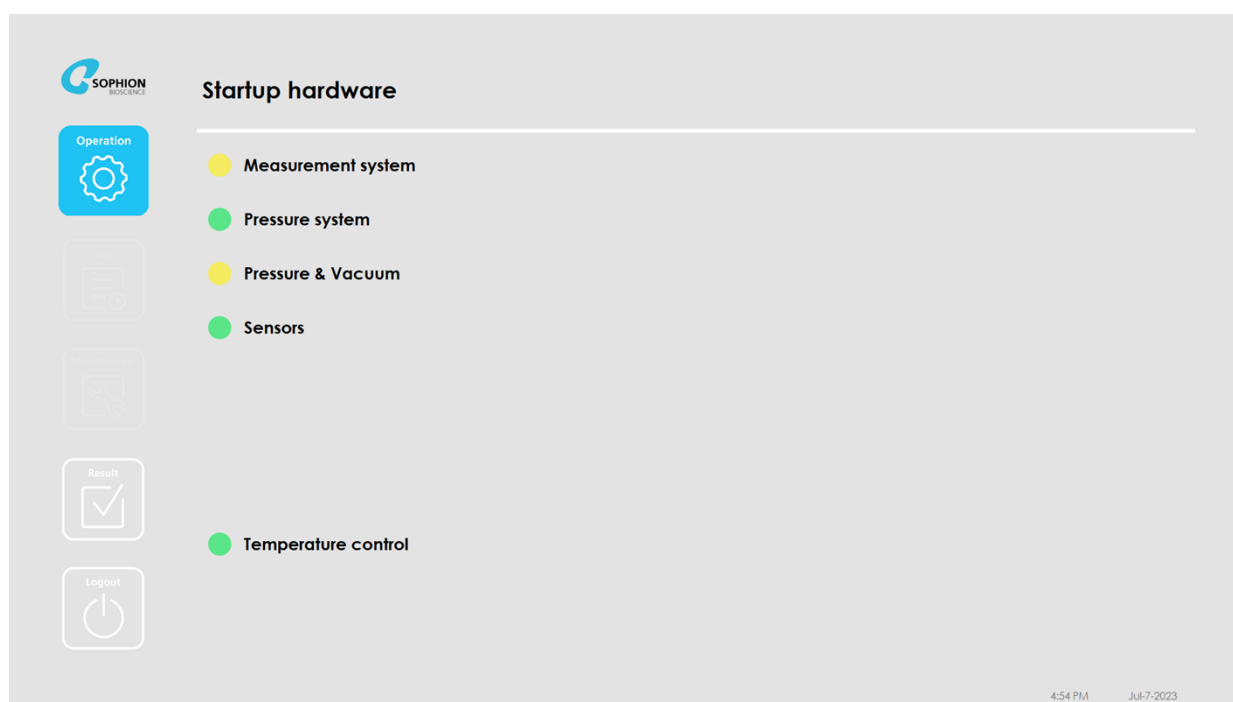 SOPHION
BIOSCIENCE
Startup hardware
Operation
Measurement system
Pressure system
Pressure & Vacuum
Sensors
Result
Temperature control
Logout
4:54 PM Jul-7-2023